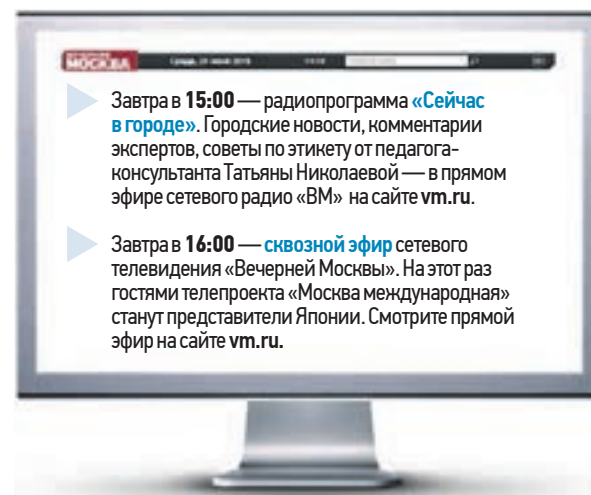 МОСКВА
Завтра в 15:00 — радиопрограмма «Сейчас
в городе». Городские новости, комментарии
экспертов, советы по этикету от педагога-
консультанта Татьяны Николаевой — в прямом
эфире сетевого радио «ВМ» на сайте vm.ru.
Завтра в 16:00 — сквозной эфир сетевого
телевидения «Вечерней Москвы». На этот раз
гостями телепроекта «Москва международная»
станут представители Японии. Смотрите прямой
эфир на сайте vm.ru.